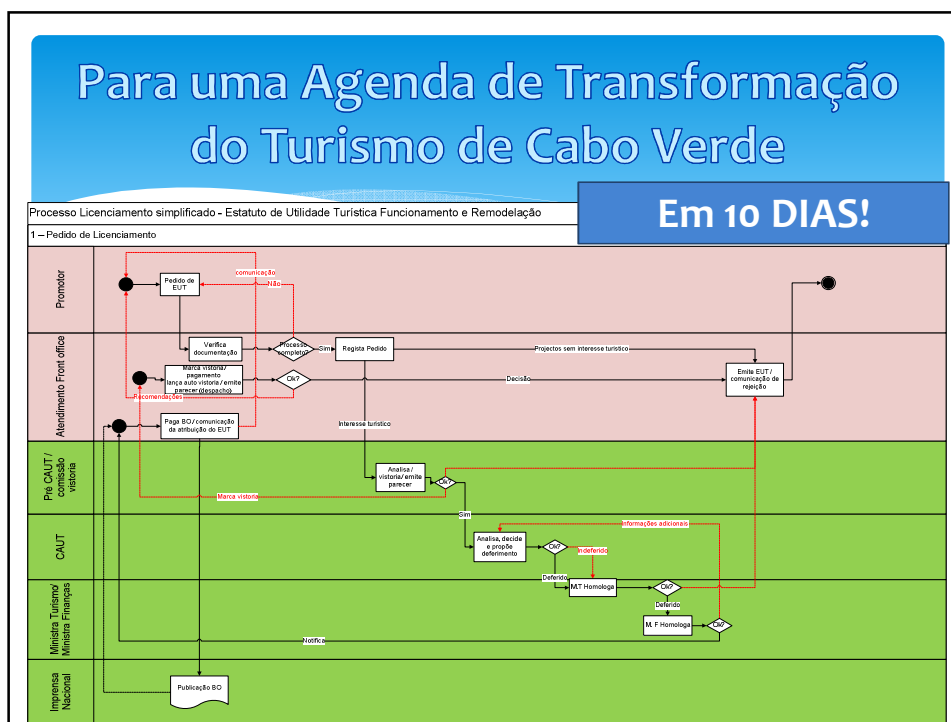 Para uma Agenda de Transformação
do Turismo de Cabo Verde
Em 10 DIAS!
Processo Licenciamento simplificado - Estatuto de Utilidade Turística Funcionamento e Remodelação
1 – Pedido de Licenciamento
Promotor
comunicação
Pedido de
EUT
Não
Atendimento Front office
Verifica
documentação
Processo
completo?
Sim
Regista Pedido
Projectos sem interesse turistico
Marca vistoria/
pagamento
lança auto vistoria/emite
parecer (despacho)
Ok?
Decisão
Emite EUT /
comunicação de
rejeição
Recomendações
Paga BO/comunicação
da atribuição do EUT
Interesse turistico
Pré CAUT /
comissão
vistoria
Analisa /
vistoria/emite
parecer
Ok?
Marca vistoria
Sim
CAUT
Informações adicionais
Analisa, decide
e propõe
deferimento
Ok?
Indeferido
Deferido
Ministra Turismo/
Ministra Finanças
M.T Homologa
Ok?
Deferido
M. F Homologa
Ok?
Notifica
Imprensa
Nacional
Publicação BO